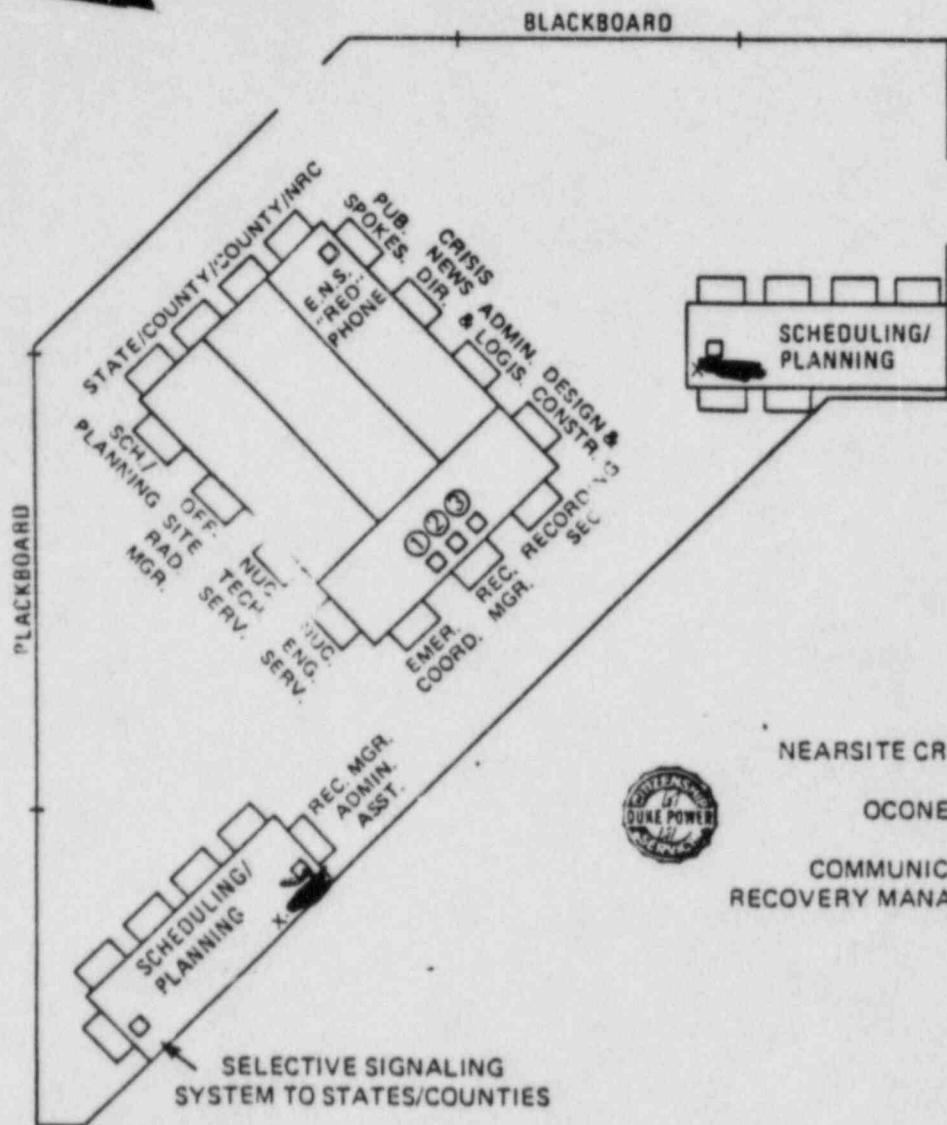 BLACKBOARD
STATE/COUNTY/COUNTY/NRC
PUB.
SPOKES.
CRISIS
NEWS
DIR.
ADMIN.
& LOGIS.
DESIGN &
CONSTR.
E.N.S.
"RED"
PHONE
SCHEDULING/
PLANNING
X
PLACKBOARD
SCH./
PLANNING
OFF.
SITE
RAD.
MGR.
NUC.
TECH
SERV.
NUC.
ENG.
SERV.
1 2 3
RECORDING
SEC
REC.
MGR.
EMER.
COORD.
NEARSITE CR
OCONE
COMMUNIC
RECOVERY MANA
CITIZENSHIP
DUKE POWER
SERVICE
REC. MGR.
ADMIN.
ASST.
SCHEDULING/
PLANNING
X
SELECTIVE SIGNALING
SYSTEM TO STATES/COUNTIES